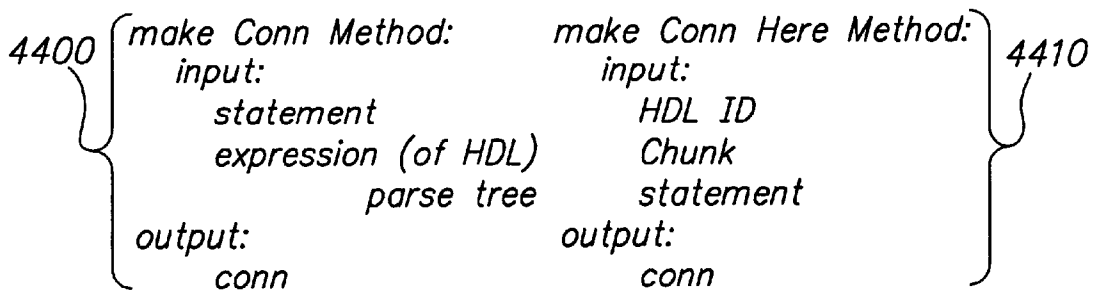 4400
make Conn Method:
input:
statement
expression (of HDL)
parse tree
output:
conn
make Conn Here Method:
input:
HDL ID
Chunk
statement
output:
conn
4410